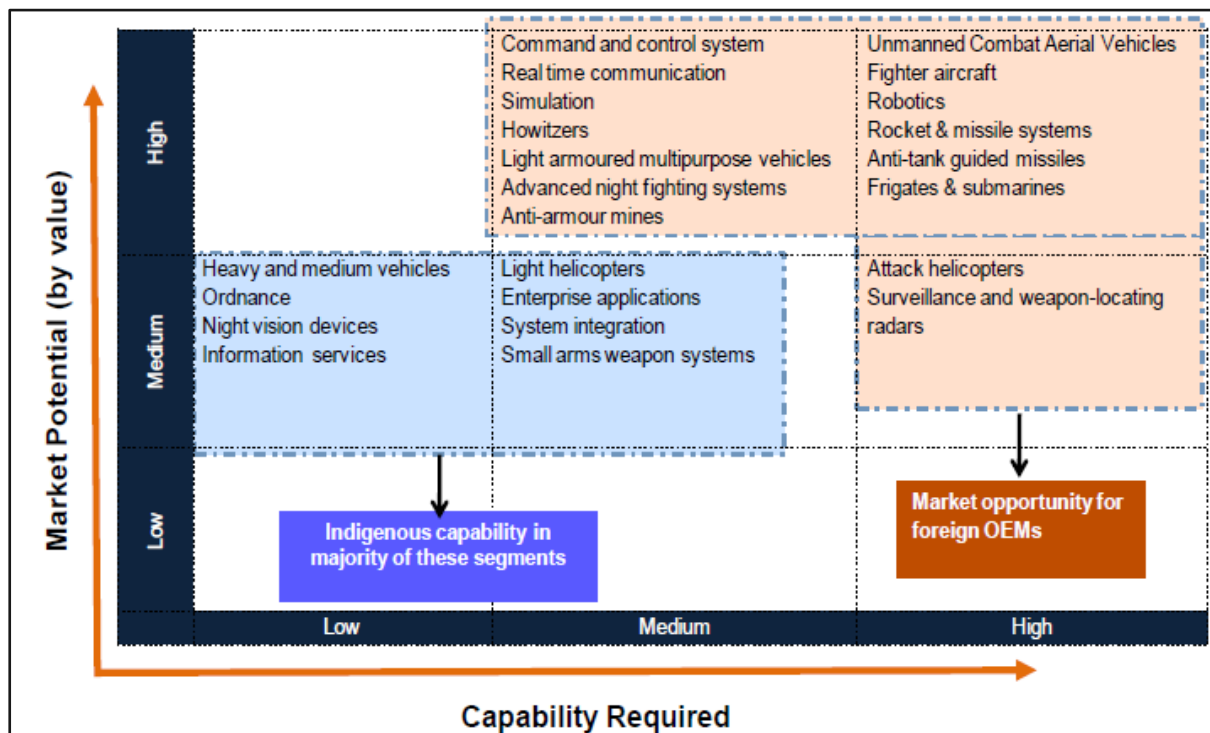 Market Potential (by value)
High
Command and control system
Real time communication
Simulation
Howitzers
Light armoured multipurpose vehicles
Advanced night fighting systems
Anti-armour mines
Unmanned Combat Aerial Vehicles
Fighter aircraft
Robotics
Rocket & missile systems
Anti-tank guided missiles
Frigates & submarines
Medium
Heavy and medium vehicles
Ordnance
Night vision devices
Information services
Light helicopters
Enterprise applications
System integration
Small arms weapon systems
Attack helicopters
Surveillance and weapon-locating
radars
Low
Indigenous capability in
majority of these segments
Market opportunity for
foreign OEMs
Low
Medium
High
Capability Required